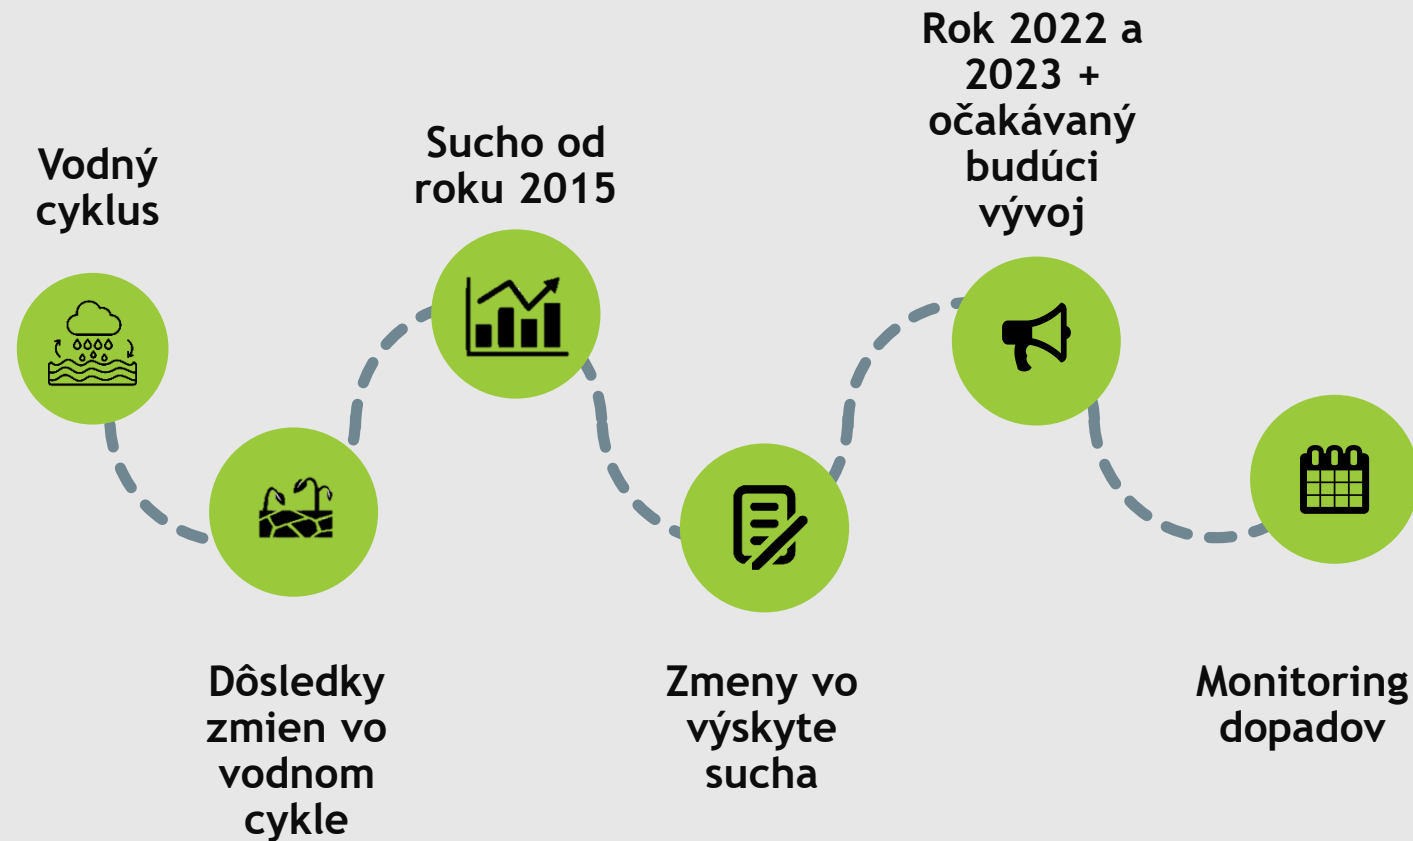 Vodný
cyklus
Dôsledky
zmien vo
vodnom
cykle
Sucho od
roku 2015
Zmeny vo
výskyte
sucha
Rok 2022 a
2023 +
očakávaný
budúci
vývoj
Monitoring
dopadov